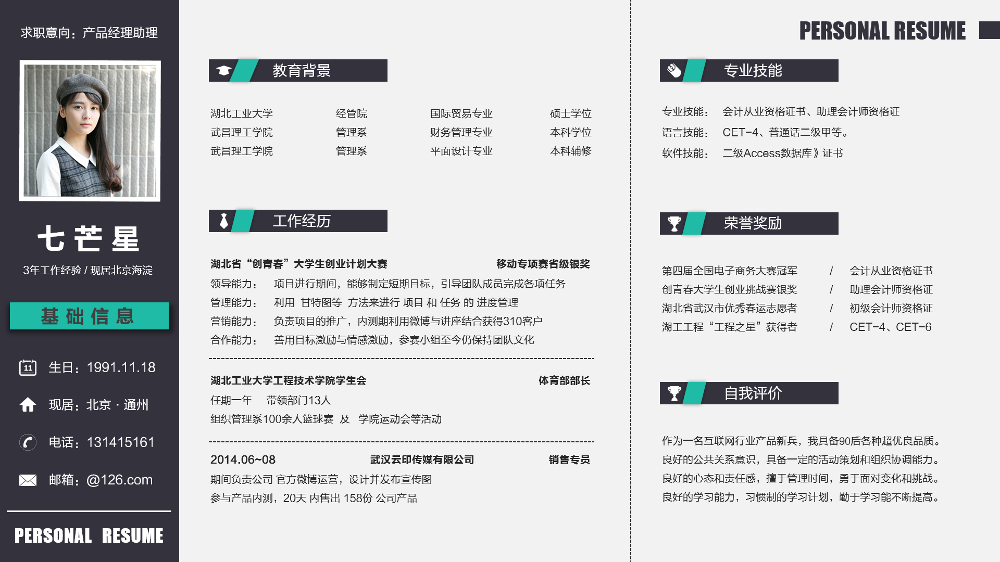 求职意向：产品经理助理
七芒星
3年工作经验 / 现居北京海淀
基础信息
11 生日：1991.11.18
现居：北京 · 通州
电话：131415161
邮箱：@126.com
PERSONAL RESUME
教育背景
湖北工业大学 经管院 国际贸易专业 硕士学位
武昌理工学院 管理系 财务管理专业 本科学位
武昌理工学院 管理系 平面设计专业 本科辅修
工作经历
湖北省“创青春”大学生创业计划大赛 移动专项赛省级银奖
领导能力： 项目进行期间，能够制定短期目标，引导团队成员完成各项任务
管理能力： 利用 甘特图等 方法来进行 项目 和 任务 的 进度管理
营销能力： 负责项目的推广，内测期利用微博与讲座结合获得310客户
合作能力： 善用目标激励与情感激励，参赛小组至今仍保持团队文化
湖北工业大学工程技术学院学生会 体育部部长
任期一年 带领部门13人
组织管理系100余人篮球赛 及 学院运动会等活动
2014.06~08 武汉云印传媒有限公司 销售专员
期间负责公司 官方微博运营，设计并发布宣传图
参与产品内测，20天 内售出 158份 公司产品
PERSONAL RESUME
专业技能
专业技能： 会计从业资格证书、助理会计师资格证
语言技能： CET-4、普通话二级甲等。
软件技能： 二级Access数据库》证书
荣誉奖励
第四届全国电子商务大赛冠军 / 会计从业资格证书
创青春大学生创业挑战赛银奖 / 助理会计师资格证
湖北省武汉市优秀春运志愿者 / 初级会计师资格证
湖工工程“工程之星”获得者 / CET-4、CET-6
自我评价
作为一名互联网行业产品新兵，我具备90后各种超优良品质。
良好的公共关系意识，具备一定的活动策划和组织协调能力。
良好的心态和责任感，擅于管理时间，勇于面对变化和挑战。
良好的学习能力，习惯制的学习计划，勤于学习能不断提高。